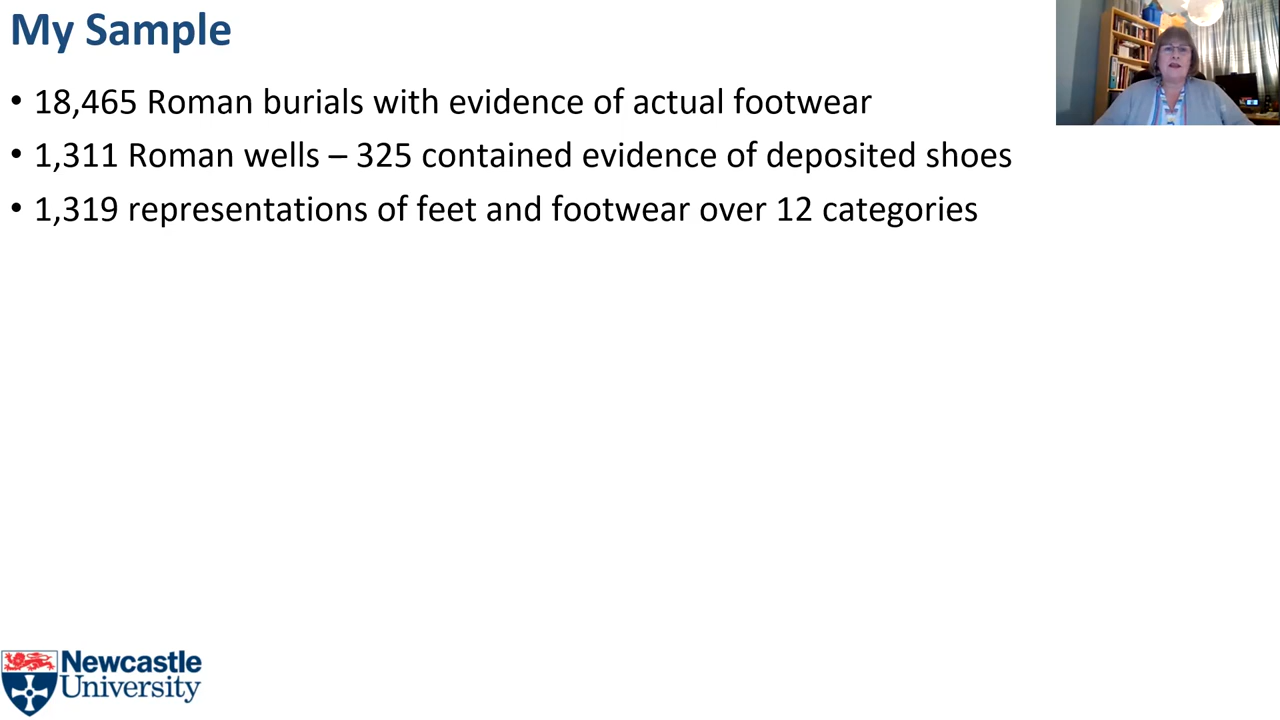 My Sample
• 18,465 Roman burials with evidence of actual footwear
• 1,311 Roman wells – 325 contained evidence of deposited shoes
• 1,319 representations of feet and footwear over 12 categories
Newcastle
University